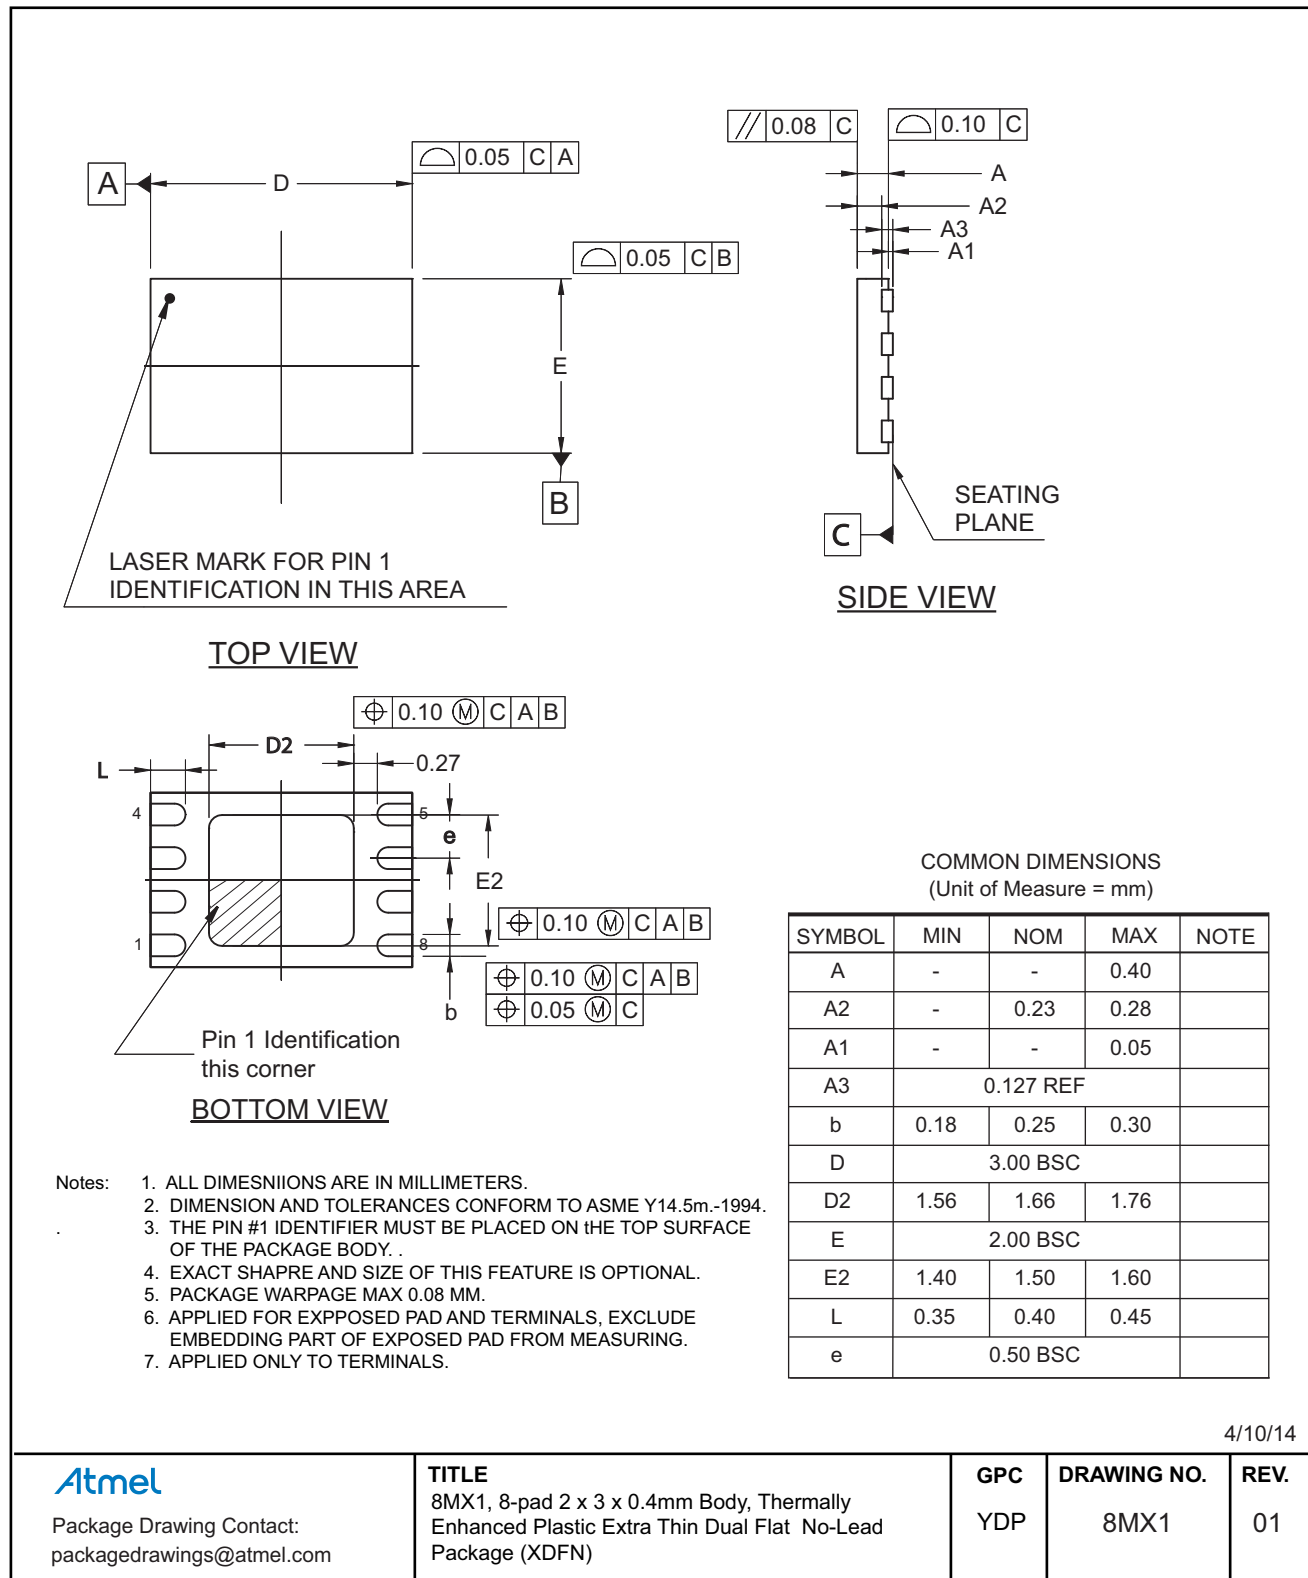 // 0.08 C
0.10 C
0.05 C A
A
D
A
A2
A3
A1
0.05 C B
E
B
SEATING
PLANE
C
LASER MARK FOR PIN 1
IDENTIFICATION IN THIS AREA
SIDE VIEW
TOP VIEW
0.10 Ⓜ C A B
D2
L
0.27
4
5
e
E2
0.10 Ⓜ C A B
1
8
0.10 Ⓜ C A B
0.05 Ⓜ C
b
Pin 1 Identification
this corner
BOTTOM VIEW
COMMON DIMENSIONS
(Unit of Measure = mm)
SYMBOL MIN NOM MAX NOTE
A - - 0.40
A2 - 0.23 0.28
A1 - - 0.05
A3 0.127 REF
b 0.18 0.25 0.30
D 3.00 BSC
D2 1.56 1.66 1.76
E 2.00 BSC
E2 1.40 1.50 1.60
L 0.35 0.40 0.45
e 0.50 BSC
Notes: 1. ALL DIMESNIIONS ARE IN MILLIMETERS.
2. DIMENSION AND TOLERANCES CONFORM TO ASME Y14.5m.-1994.
. 3. THE PIN #1 IDENTIFIER MUST BE PLACED ON tHE TOP SURFACE
OF THE PACKAGE BODY. .
4. EXACT SHAPRE AND SIZE OF THIS FEATURE IS OPTIONAL.
5. PACKAGE WARPAGE MAX 0.08 MM.
6. APPLIED FOR EXPPOSED PAD AND TERMINALS, EXCLUDE
EMBEDDING PART OF EXPOSED PAD FROM MEASURING.
7. APPLIED ONLY TO TERMINALS.
4/10/14
Atmel
Package Drawing Contact:
packagedrawings@atmel.com
TITLE
8MX1, 8-pad 2 x 3 x 0.4mm Body, Thermally
Enhanced Plastic Extra Thin Dual Flat No-Lead
Package (XDFN)
GPC
YDP
DRAWING NO.
8MX1
REV.
01